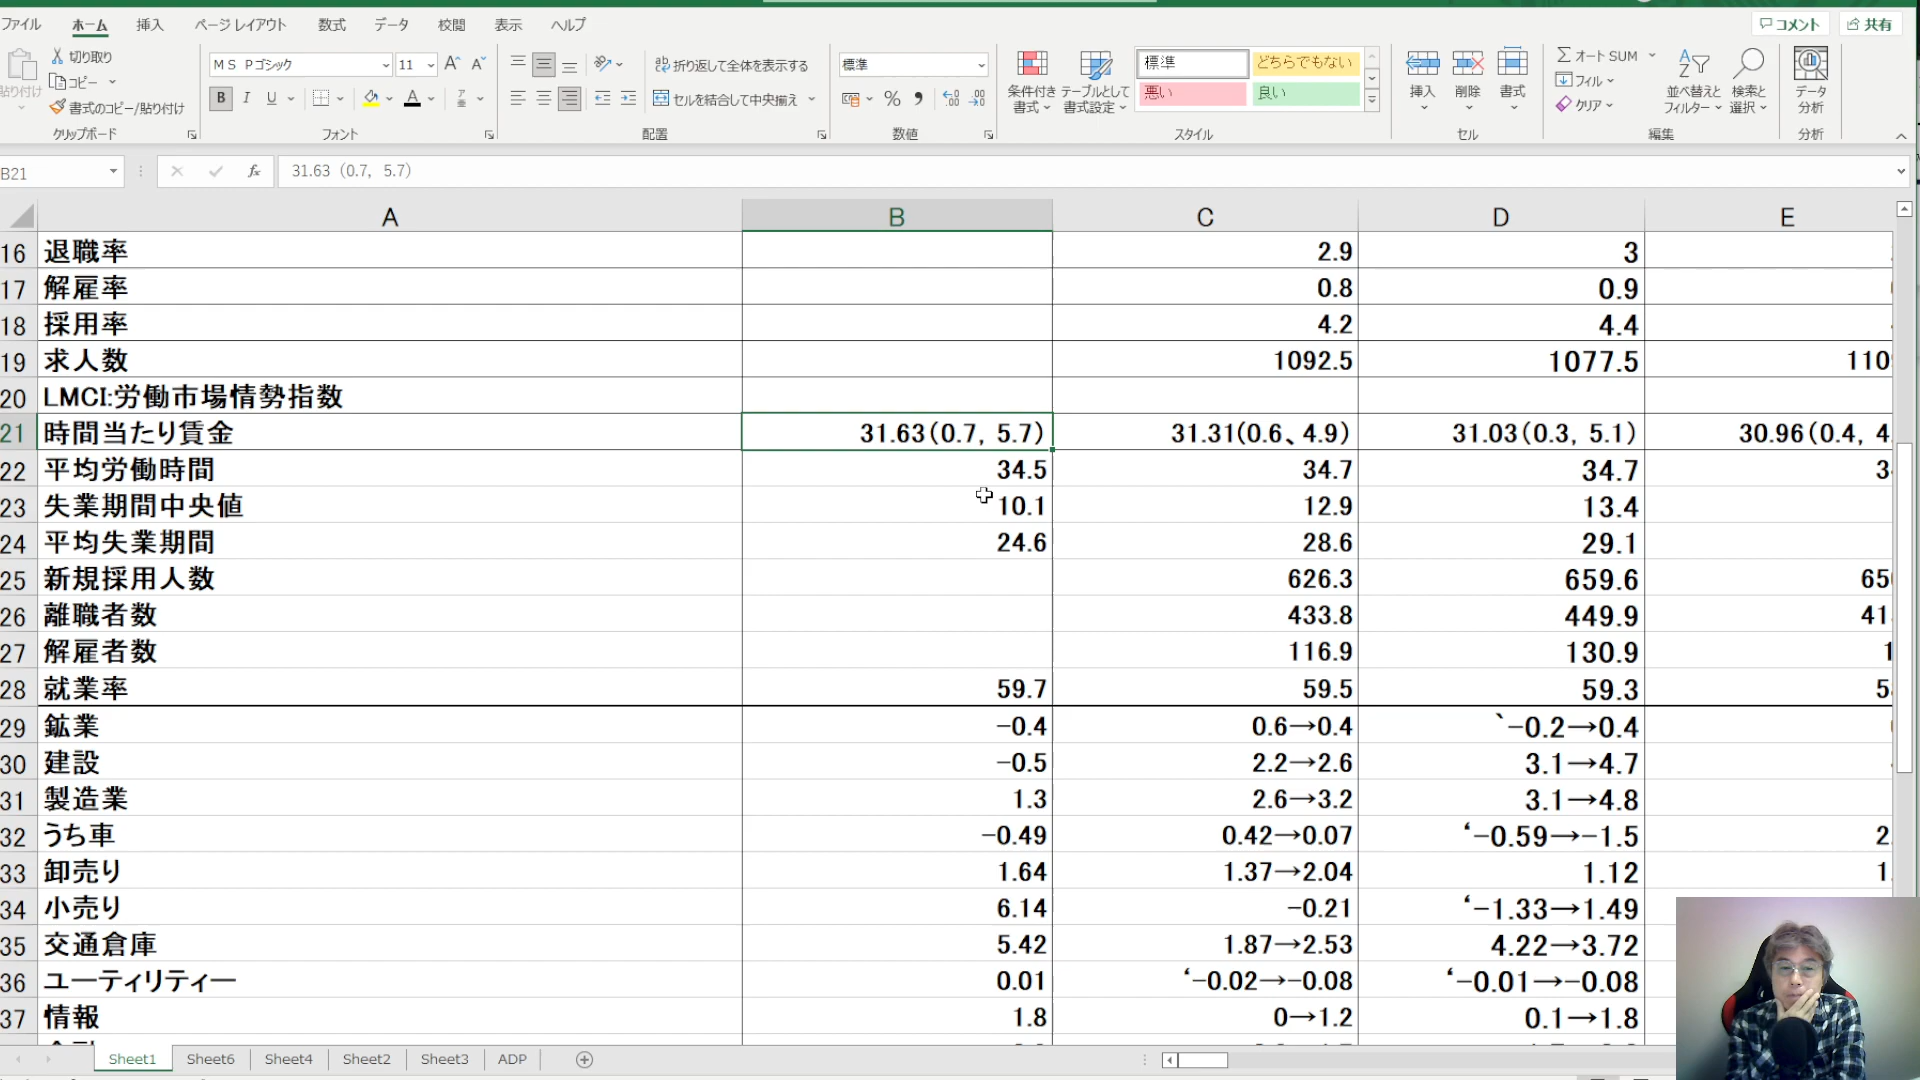 ファイル ホーム 挿入 ページ レイアウト 数式 データ 校閲 表示 ヘルプ コメント 共有
貼り付け 切り取り コピー 書式のコピー/貼り付け クリップボード
MS Pゴシック 11 B I U フォント
折り返して全体を表示する セルを結合して中央揃え 配置
標準 % 数値
条件付き書式 テーブルとして書式設定 標準 どちらでもない 悪い 良い スタイル
挿入 削除 書式 セル
Σ オート SUM フィル クリア 並べ替えとフィルター 検索と選択 編集
データ分析 分析
B21 fx 31.63 (0.7, 5.7)
A B C D E
16 退職率 2.9 3
17 解雇率 0.8 0.9
18 採用率 4.2 4.4
19 求人数 1092.5 1077.5 110
20 LMCI:労働市場情勢指数
21 時間当たり賃金 31.63(0.7, 5.7) 31.31(0.6、4.9) 31.03(0.3, 5.1) 30.96(0.4, 4.
22 平均労働時間 34.5 34.7 34.7 3
23 失業期間中央値 10.1 12.9 13.4
24 平均失業期間 24.6 28.6 29.1
25 新規採用人数 626.3 659.6 65
26 離職者数 433.8 449.9 41
27 解雇者数 116.9 130.9 1
28 就業率 59.7 59.5 59.3 5
29 鉱業 −0.4 0.6→0.4 `−0.2→0.4
30 建設 −0.5 2.2→2.6 3.1→4.7
31 製造業 1.3 2.6→3.2 3.1→4.8
32 うち車 −0.49 0.42→0.07 ‘−0.59→−1.5 2.
33 卸売り 1.64 1.37→2.04 1.12 1.
34 小売り 6.14 −0.21 ‘−1.33→1.49
35 交通倉庫 5.42 1.87→2.53 4.22→3.72
36 ユーティリティー 0.01 ‘−0.02→−0.08 ‘−0.01→−0.08
37 情報 1.8 0→1.2 0.1→1.8
Sheet1 Sheet6 Sheet4 Sheet2 Sheet3 ADP